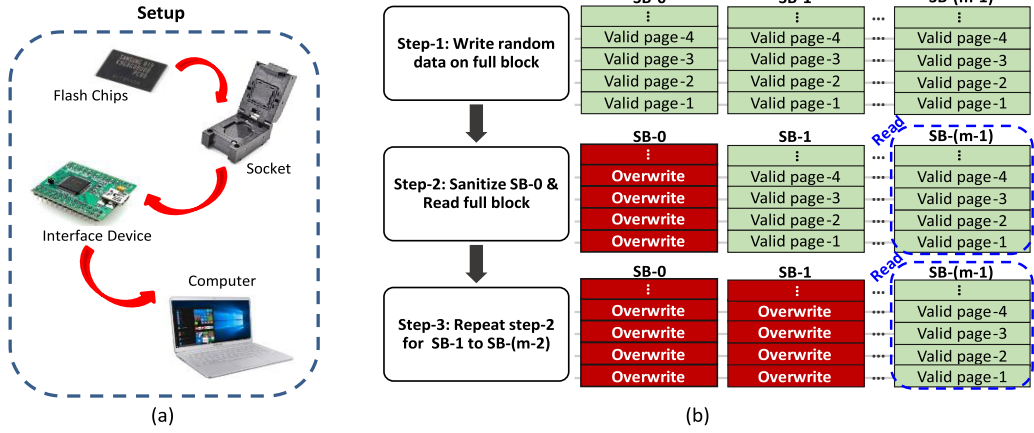 Setup
Flash Chips
Socket
Interface Device
Computer
(a)
Step-1: Write random
data on full block
Step-2: Sanitize SB-0 &
Read full block
Step-3: Repeat step-2
for SB-1 to SB-(m-2)
SB-0 SB-1 SB-(m-1)
⋮ ⋮ ... ⋮
Valid page-4 Valid page-4 ... Valid page-4
Valid page-3 Valid page-3 ... Valid page-3
Valid page-2 Valid page-2 ... Valid page-2
Valid page-1 Valid page-1 ... Valid page-1
Read
SB-0 SB-1 SB-(m-1)
⋮ ⋮ ... ⋮
Overwrite Valid page-4 ... Valid page-4
Overwrite Valid page-3 ... Valid page-3
Overwrite Valid page-2 ... Valid page-2
Overwrite Valid page-1 ... Valid page-1
Read
SB-0 SB-1 SB-(m-1)
⋮ ⋮ ... ⋮
Overwrite Overwrite ... Valid page-4
Overwrite Overwrite ... Valid page-3
Overwrite Overwrite ... Valid page-2
Overwrite Overwrite ... Valid page-1
(b)